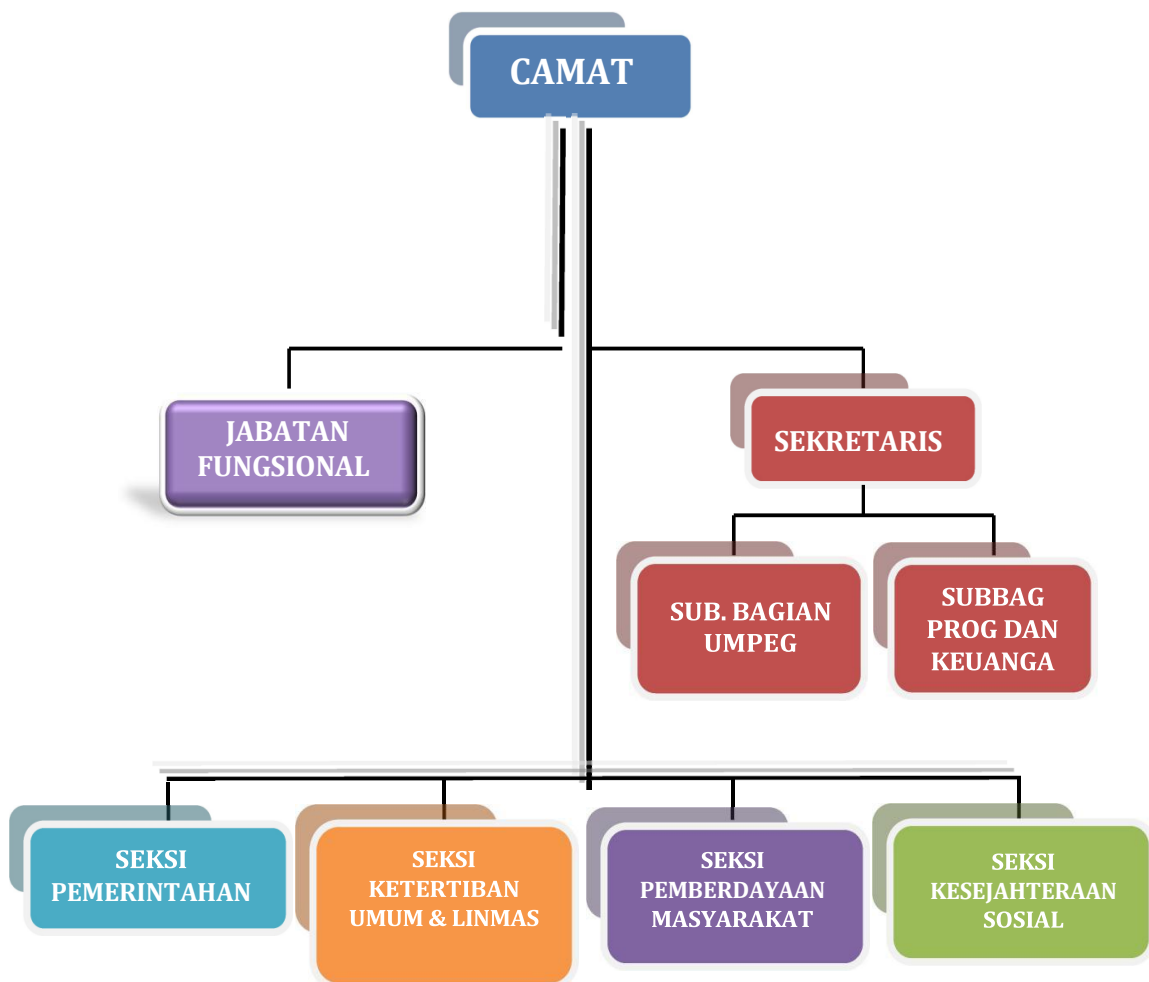 CAMAT
JABATAN
FUNGSIONAL
SEKRETARIS
SUB. BAGIAN
UMPEG
SUBBAG
PROG DAN
KEUANGA
SEKSI
PEMERINTAHAN
SEKSI
KETERTIBAN
UMUM & LINMAS
SEKSI
PEMBERDAYAAN
MASYARAKAT
SEKSI
KESEJAHTERAAN
SOSIAL